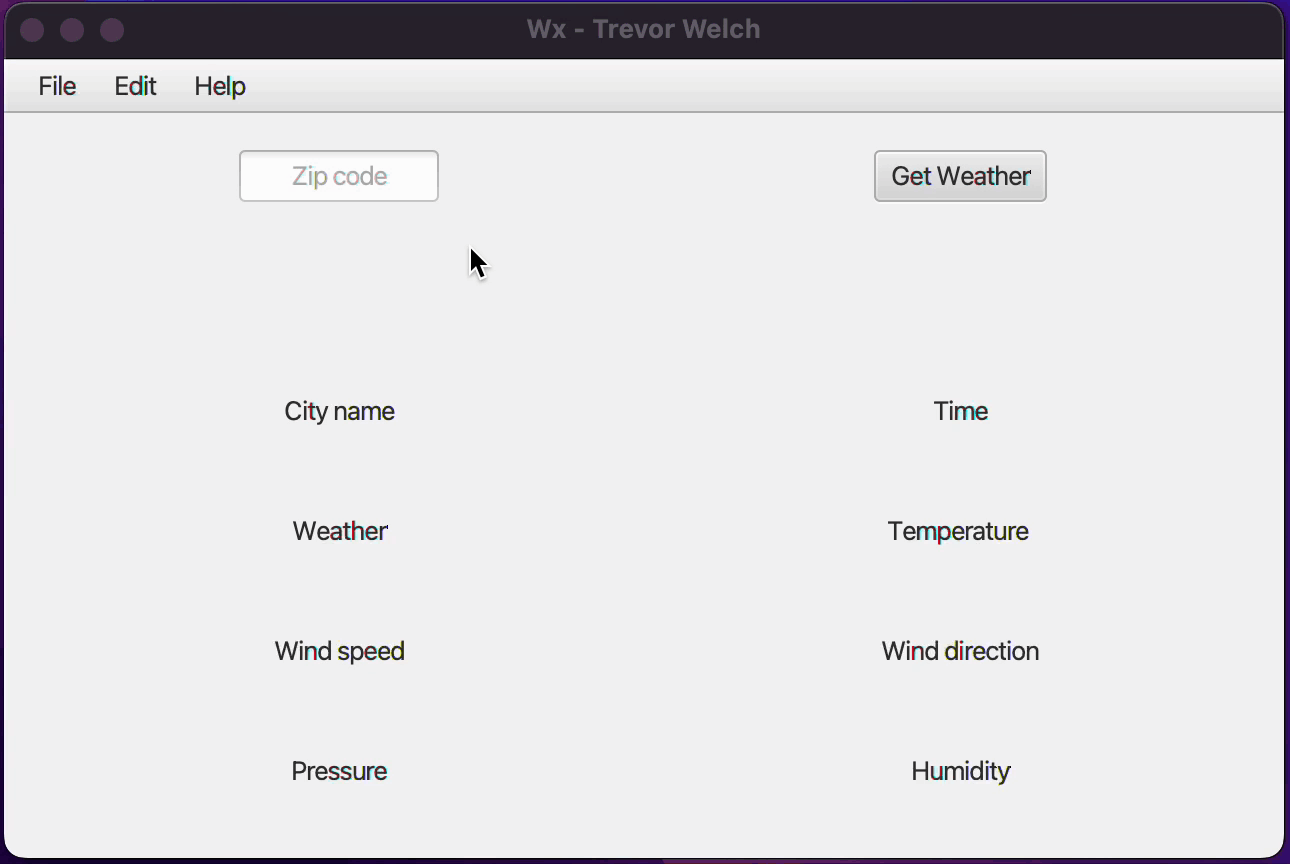 Wx - Trevor Welch
File Edit Help
Zip code Get Weather
City name Time
Weather Temperature
Wind speed Wind direction
Pressure Humidity